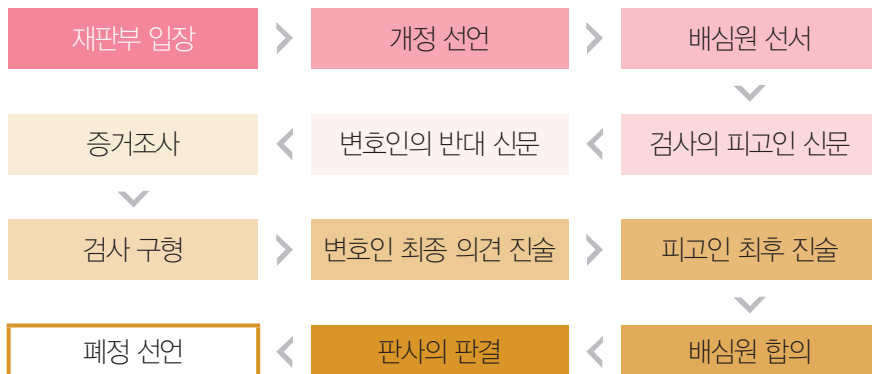 재판부 입장
개정 선언
배심원 선서
검사의 피고인 신문
변호인의 반대 신문
증거조사
검사 구형
변호인 최종 의견 진술
피고인 최후 진술
배심원 합의
판사의 판결
폐정 선언